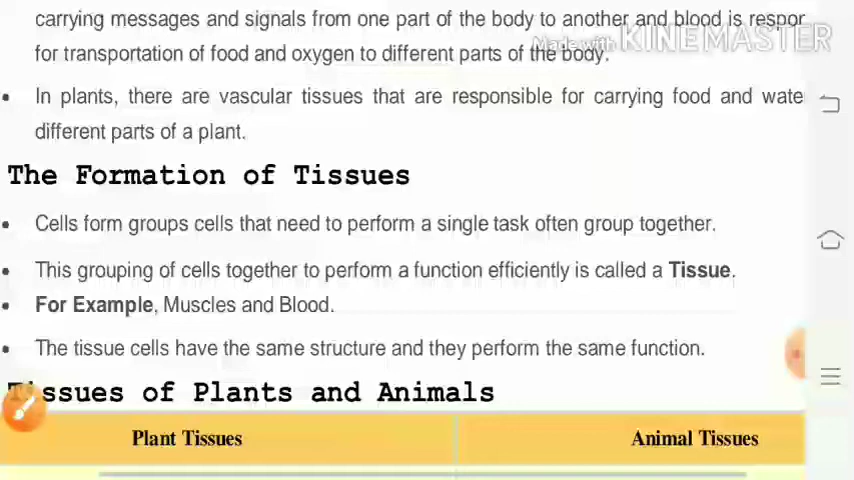 carrying messages and signals from one part of the body to another and blood is
Made with KINEMASTER
for transportation of food and oxygen to different parts of the body.
• In plants, there are vascular tissues that are responsible for carrying food and
different parts of a plant.
The Formation of Tissues
• Cells form groups cells that need to perform a single task often group together.
• This grouping of cells together to perform a function efficiently is called a Tissue.
• For Example, Muscles and Blood.
• The tissue cells have the same structure and they perform the same function.
Tissues of Plants and Animals
Plant Tissues Animal Tissues